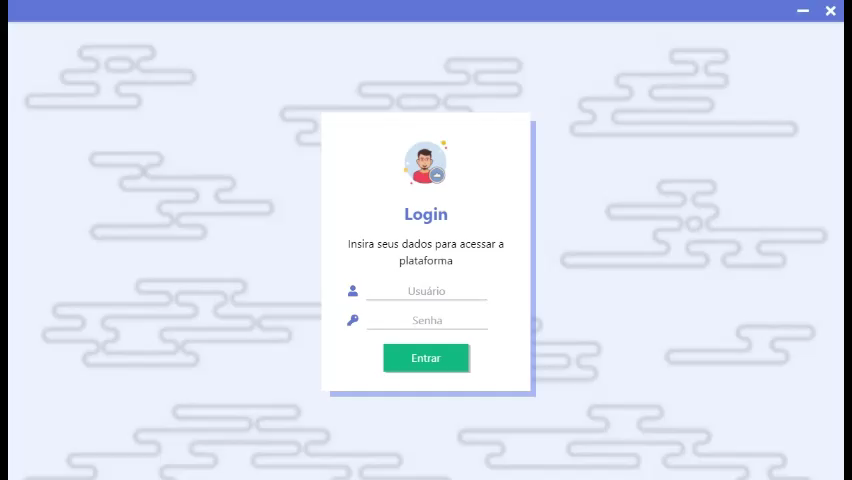 Login
Insira seus dados para acessar a
plataforma
Usuário
Senha
Entrar